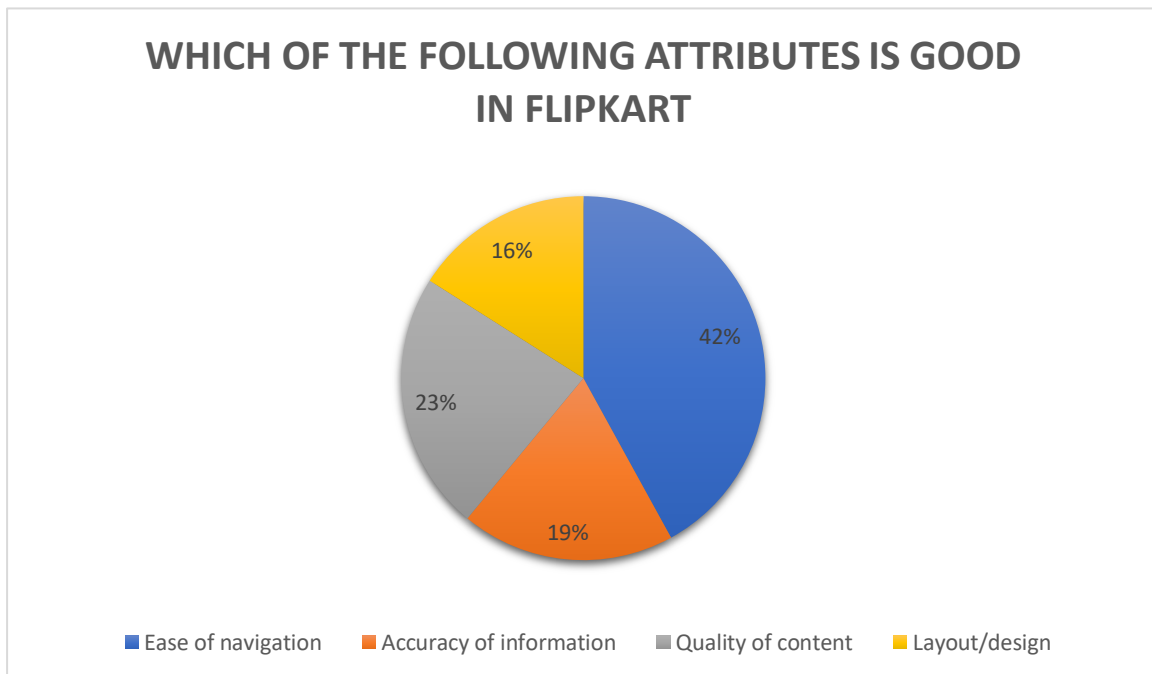 WHICH OF THE FOLLOWING ATTRIBUTES IS GOOD
IN FLIPKART
16%
42%
23%
19%
Ease of navigation
Accuracy of information
Quality of content
Layout/design